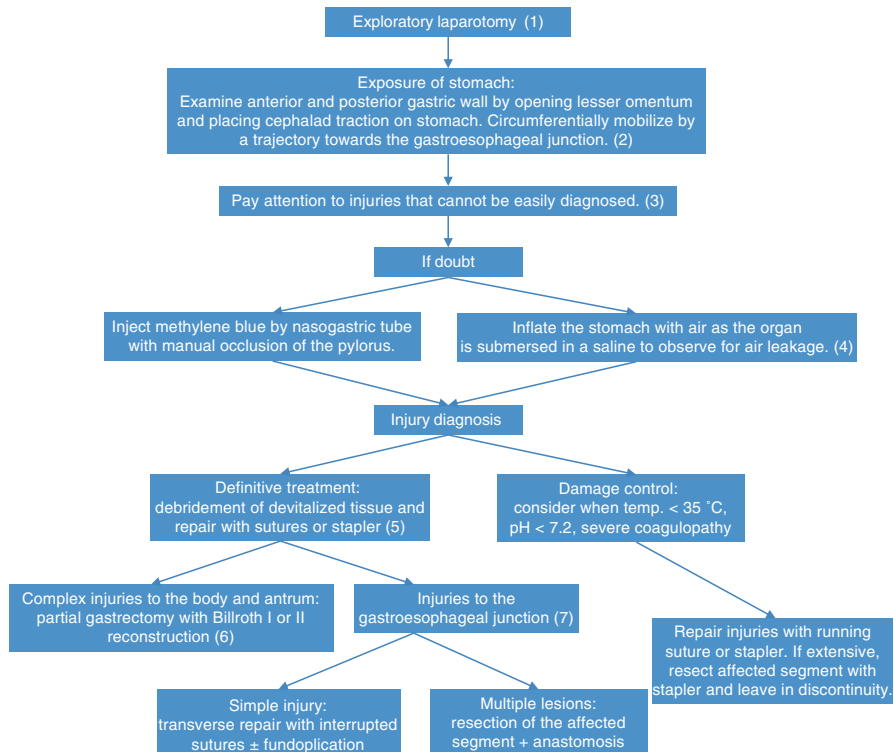 Exploratory laparotomy (1)
Exposure of stomach:
Examine anterior and posterior gastric wall by opening lesser omentum
and placing cephalad traction on stomach. Circumferentially mobilize by
a trajectory towards the gastroesophageal junction. (2)
Pay attention to injuries that cannot be easily diagnosed. (3)
If doubt
Inject methylene blue by nasogastric tube
with manual occlusion of the pylorus.
Inflate the stomach with air as the organ
is submersed in a saline to observe for air leakage. (4)
Injury diagnosis
Definitive treatment:
debridement of devitalized tissue and
repair with sutures or stapler (5)
Damage control:
consider when temp. < 35 ˚C,
pH < 7.2, severe coagulopathy
Complex injuries to the body and antrum:
partial gastrectomy with Billroth I or II
reconstruction (6)
Injuries to the
gastroesophageal junction (7)
Repair injuries with running
suture or stapler. If extensive,
resect affected segment with
stapler and leave in discontinuity.
Simple injury:
transverse repair with interrupted
sutures ± fundoplication
Multiple lesions:
resection of the affected
segment + anastomosis